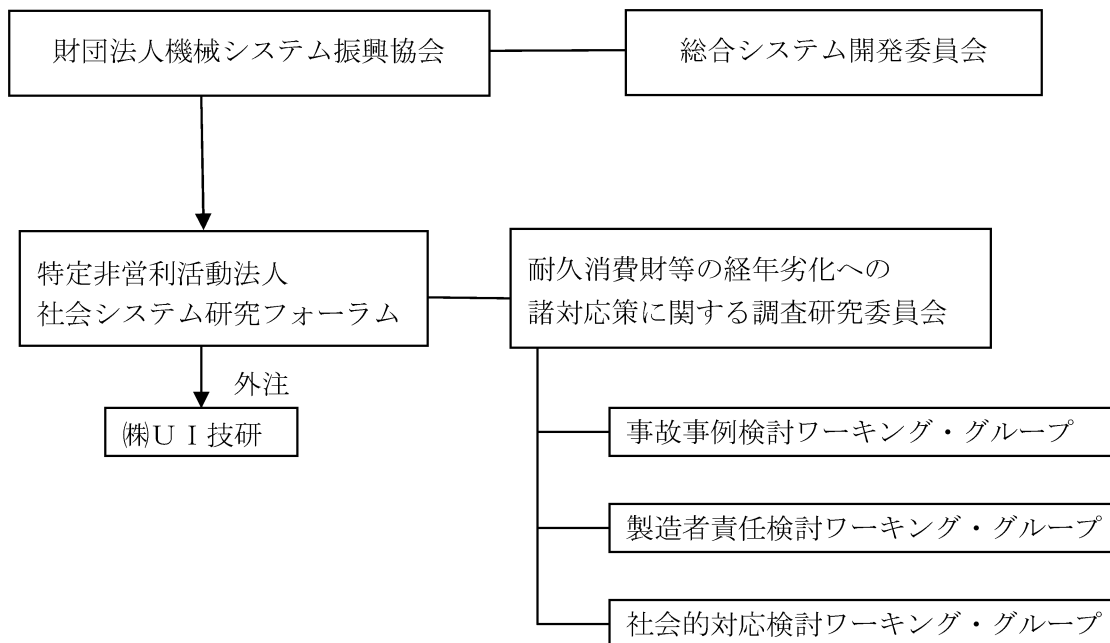 財団法人機械システム振興協会
総合システム開発委員会
特定非営利活動法人
社会システム研究フォーラム
耐久消費財等の経年劣化への
諸対応策に関する調査研究委員会
外注
㈱ＵＩ技研
事故事例検討ワーキング・グループ
製造者責任検討ワーキング・グループ
社会的対応検討ワーキング・グループ